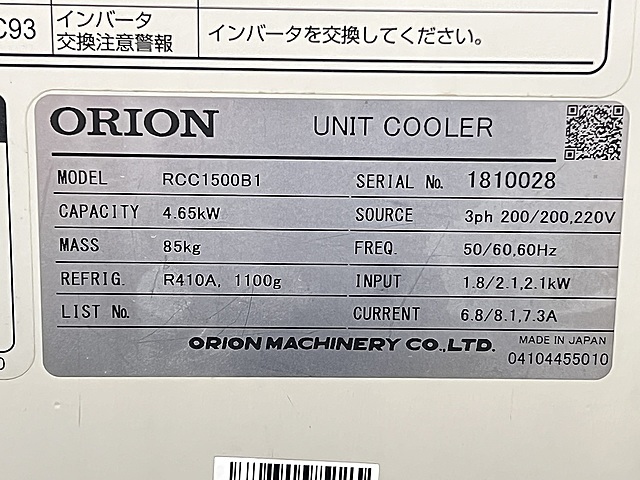 C93 インバータ交換注意警報 インバータを交換してください。
ORION UNIT COOLER
MODEL RCC1500B1 SERIAL No. 1810028
CAPACITY 4.65kW SOURCE 3ph 200/200,220V
MASS 85kg FREQ. 50/60,60Hz
REFRIG. R410A, 1100g INPUT 1.8/2.1,2.1kW
LIST No. CURRENT 6.8/8.1,7.3A
ORION MACHINERY CO.,LTD. MADE IN JAPAN
04104455010